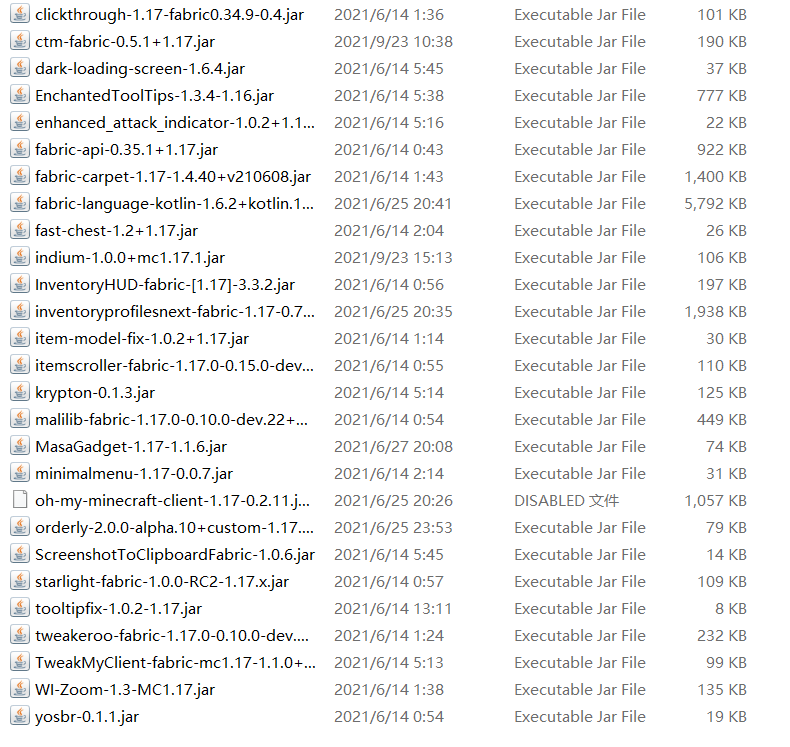 clickthrough-1.17-fabric0.34.9-0.4.jar 2021/6/14 1:36 Executable Jar File 101 KB
ctm-fabric-0.5.1+1.17.jar 2021/9/23 10:38 Executable Jar File 190 KB
dark-loading-screen-1.6.4.jar 2021/6/14 5:45 Executable Jar File 37 KB
EnchantedToolTips-1.3.4-1.16.jar 2021/6/14 5:38 Executable Jar File 777 KB
enhanced_attack_indicator-1.0.2+1.1... 2021/6/14 5:16 Executable Jar File 22 KB
fabric-api-0.35.1+1.17.jar 2021/6/14 0:43 Executable Jar File 922 KB
fabric-carpet-1.17-1.4.40+v210608.jar 2021/6/14 1:43 Executable Jar File 1,400 KB
fabric-language-kotlin-1.6.2+kotlin.1... 2021/6/25 20:41 Executable Jar File 5,792 KB
fast-chest-1.2+1.17.jar 2021/6/14 2:04 Executable Jar File 26 KB
indium-1.0.0+mc1.17.1.jar 2021/9/23 15:13 Executable Jar File 106 KB
InventoryHUD-fabric-[1.17]-3.3.2.jar 2021/6/14 0:56 Executable Jar File 197 KB
inventoryprofilesnext-fabric-1.17-0.7... 2021/6/25 20:35 Executable Jar File 1,938 KB
item-model-fix-1.0.2+1.17.jar 2021/6/14 1:14 Executable Jar File 30 KB
itemscroller-fabric-1.17.0-0.15.0-dev... 2021/6/14 0:55 Executable Jar File 110 KB
krypton-0.1.3.jar 2021/6/14 5:14 Executable Jar File 125 KB
malilib-fabric-1.17.0-0.10.0-dev.22+... 2021/6/14 0:54 Executable Jar File 449 KB
MasaGadget-1.17-1.1.6.jar 2021/6/27 20:08 Executable Jar File 74 KB
minimalmenu-1.17-0.0.7.jar 2021/6/14 2:14 Executable Jar File 31 KB
oh-my-minecraft-client-1.17-0.2.11.j... 2021/6/25 20:26 DISABLED 文件 1,057 KB
orderly-2.0.0-alpha.10+custom-1.17.... 2021/6/25 23:53 Executable Jar File 79 KB
ScreenshotToClipboardFabric-1.0.6.jar 2021/6/14 5:45 Executable Jar File 14 KB
starlight-fabric-1.0.0-RC2-1.17.x.jar 2021/6/14 0:57 Executable Jar File 109 KB
tooltipfix-1.0.2-1.17.jar 2021/6/14 13:11 Executable Jar File 8 KB
tweakeroo-fabric-1.17.0-0.10.0-dev.... 2021/6/14 1:24 Executable Jar File 232 KB
TweakMyClient-fabric-mc1.17-1.1.0+... 2021/6/14 5:13 Executable Jar File 99 KB
WI-Zoom-1.3-MC1.17.jar 2021/6/14 1:38 Executable Jar File 135 KB
yosbr-0.1.1.jar 2021/6/14 0:54 Executable Jar File 19 KB